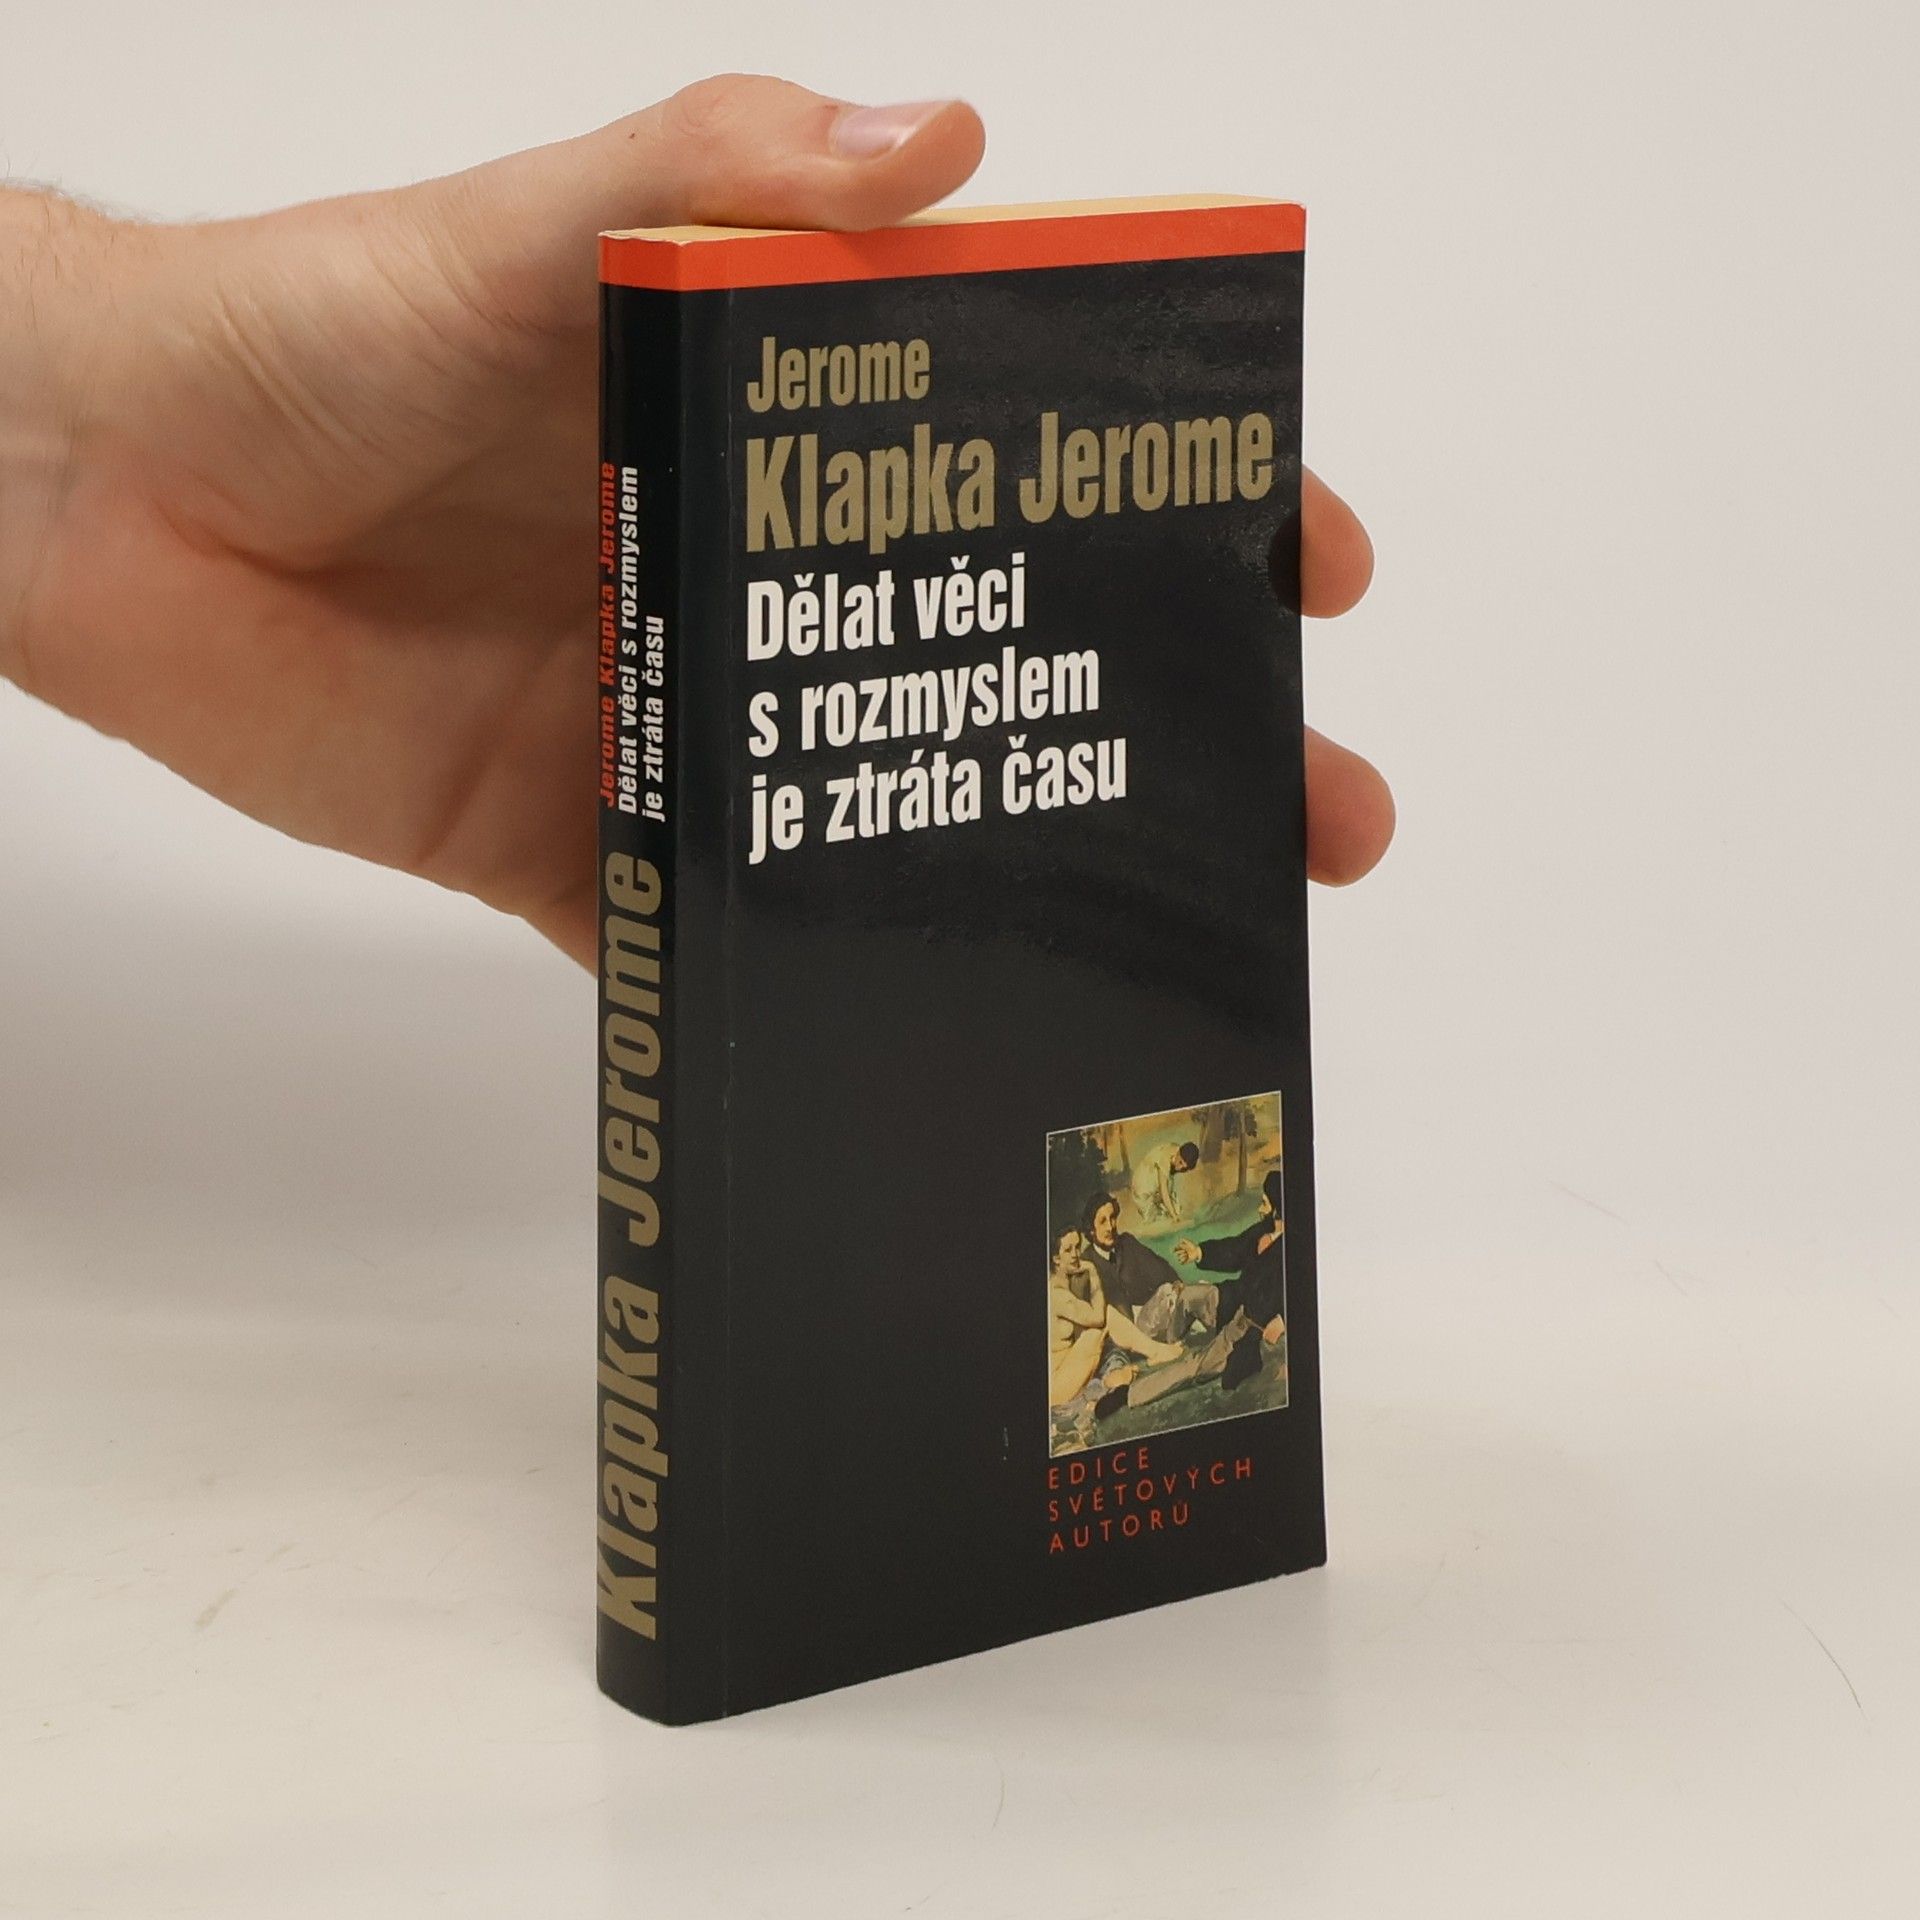 Jerome
Klapka Jerome
Dělat věci
s rozmyslem
je ztráta času
EDICE
SVĚTOVÝCH
AUTORŮ
Jerome Klapka Jerome
Dělat věci s rozmyslem
je ztráta času
Klapka Jerome